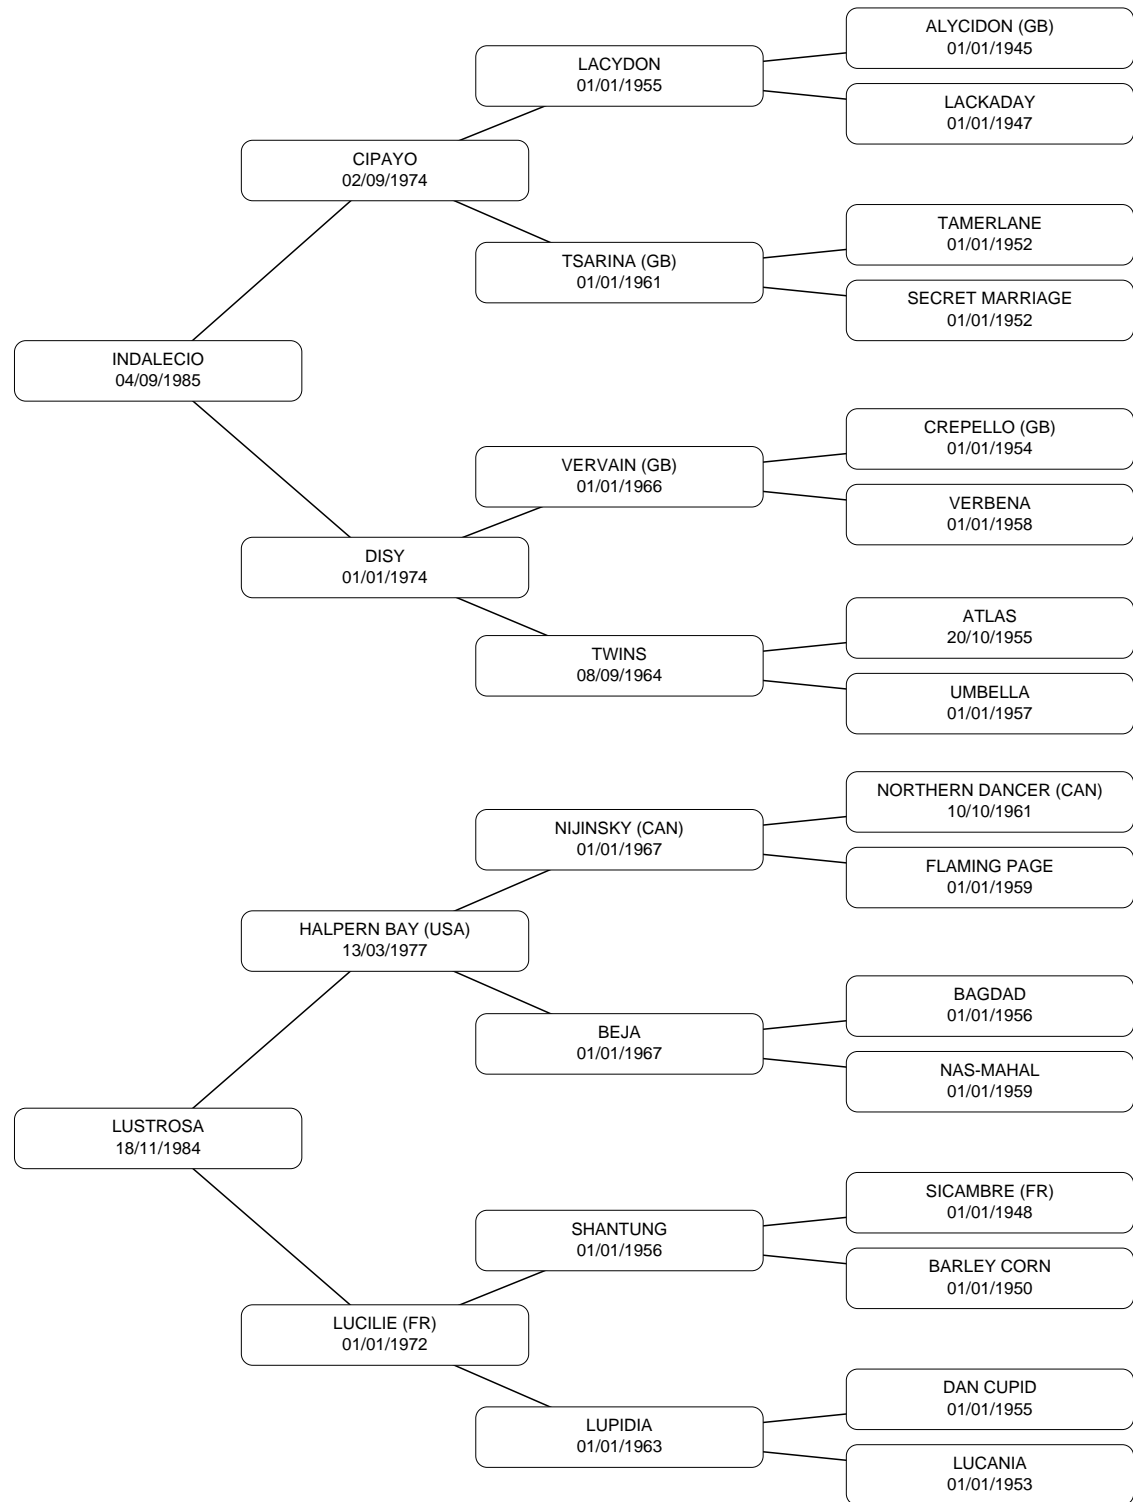 ALYCIDON (GB)
01/01/1945
LACYDON
01/01/1955
LACKADAY
01/01/1947
CIPAYO
02/09/1974
TAMERLANE
01/01/1952
TSARINA (GB)
01/01/1961
SECRET MARRIAGE
01/01/1952
INDALECIO
04/09/1985
CREPELLO (GB)
01/01/1954
VERVAIN (GB)
01/01/1966
VERBENA
01/01/1958
DISY
01/01/1974
ATLAS
20/10/1955
TWINS
08/09/1964
UMBELLA
01/01/1957
NORTHERN DANCER (CAN)
10/10/1961
NIJINSKY (CAN)
01/01/1967
FLAMING PAGE
01/01/1959
HALPERN BAY (USA)
13/03/1977
BAGDAD
01/01/1956
BEJA
01/01/1967
NAS-MAHAL
01/01/1959
LUSTROSA
18/11/1984
SICAMBRE (FR)
01/01/1948
SHANTUNG
01/01/1956
BARLEY CORN
01/01/1950
LUCILIE (FR)
01/01/1972
DAN CUPID
01/01/1955
LUPIDIA
01/01/1963
LUCANIA
01/01/1953